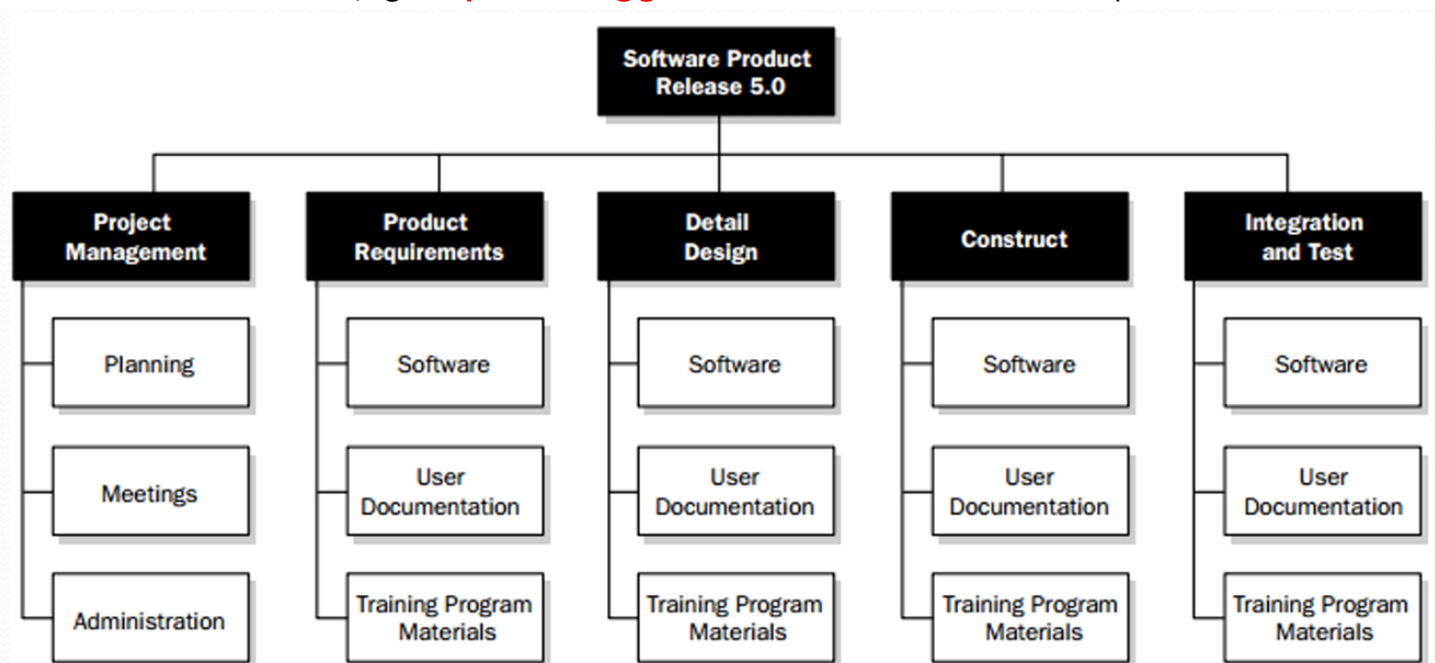 Software Product
Release 5.0
Project
Management
Product
Requirements
Detail
Design
Construct
Integration
and Test
Planning
Software
Software
Software
Software
Meetings
User
Documentation
User
Documentation
User
Documentation
User
Documentation
Administration
Training Program
Materials
Training Program
Materials
Training Program
Materials
Training Program
Materials